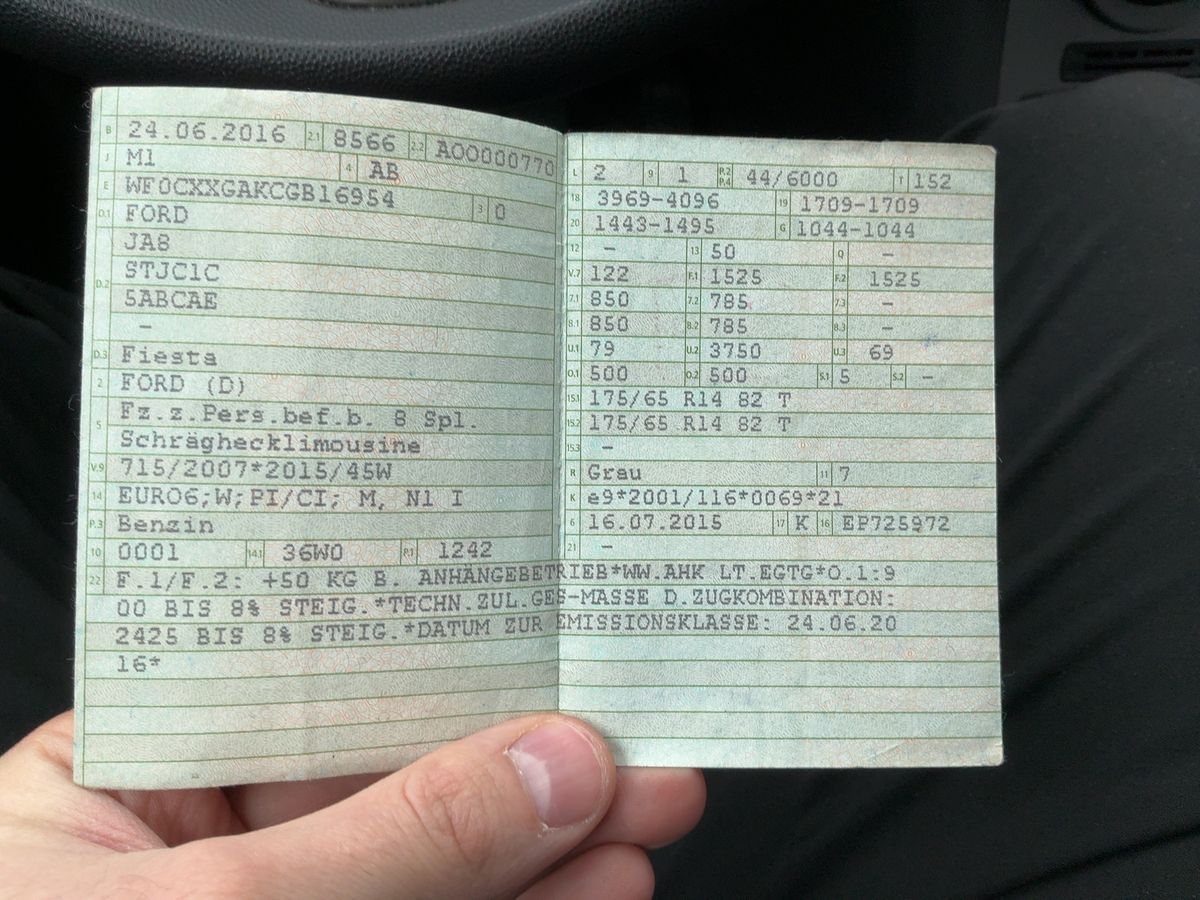 B 24.06.2016 2.1 8566 2.2 AOO000770
J M1 4 AB
E WF0CXXGAKCGB16954 3 0
D.1 FORD
D.2 JA8
STJC1C
5ABCAE
–
D.3 Fiesta
2 FORD (D)
5 Fz.z.Pers.bef.b. 8 Spl.
Schräghecklimousine
V.9 715/2007*2015/45W
14 EURO6;W;PI/CI; M, N1 I
P.3 Benzin
10 0001 14.1 36W0 P.1 1242
L 2 9 1 P.2 P.4 44/6000 T 152
18 3969-4096 19 1709-1709
20 1443-1495 G 1044-1044
12 – 13 50 Q –
V.7 122 F.1 1525 F.2 1525
7.1 850 7.2 785 7.3 –
8.1 850 8.2 785 8.3 –
U.1 79 U.2 3750 U.3 69
O.1 500 O.2 500 S.1 5 S.2 –
15.1 175/65 R14 82 T
15.2 175/65 R14 82 T
15.3 –
R Grau 11 7
K e9*2001/116*0069*21
6 16.07.2015 17 K 16 EP725972
21 –
22 F.1/F.2: +50 KG B. ANHÄNGEBETRIEB*WW.AHK LT.EGTG*O.1:9
00 BIS 8% STEIG.*TECHN.ZUL.GES-MASSE D.ZUGKOMBINATION:
2425 BIS 8% STEIG.*DATUM ZUR EMISSIONSKLASSE: 24.06.20
16*